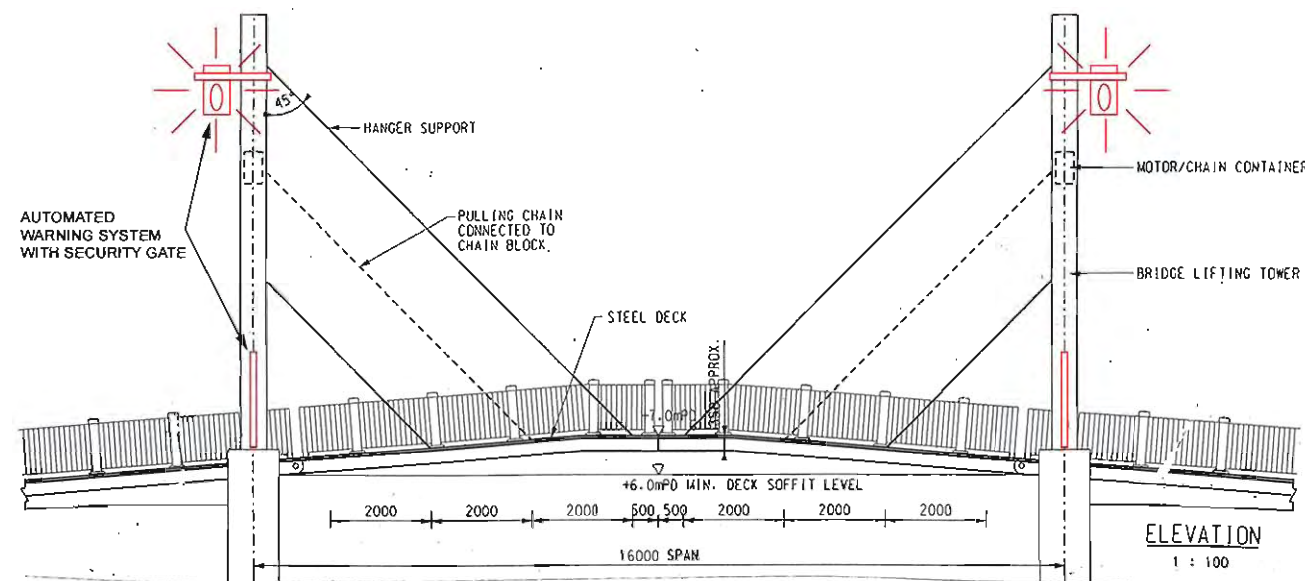 45°
HANGER SUPPORT
MOTOR/CHAIN CONTAINER
AUTOMATED
WARNING SYSTEM
WITH SECURITY GATE
PULLING CHAIN
CONNECTED TO
CHAIN BLOCK.
BRIDGE LIFTING TOWER
STEEL DECK
APPROX.
+7.0mPD
+6.0mPD MIN. DECK SOFFIT LEVEL
2000 2000 2000 500 500 2000 2000 2000
16000 SPAN
ELEVATION
1 : 100